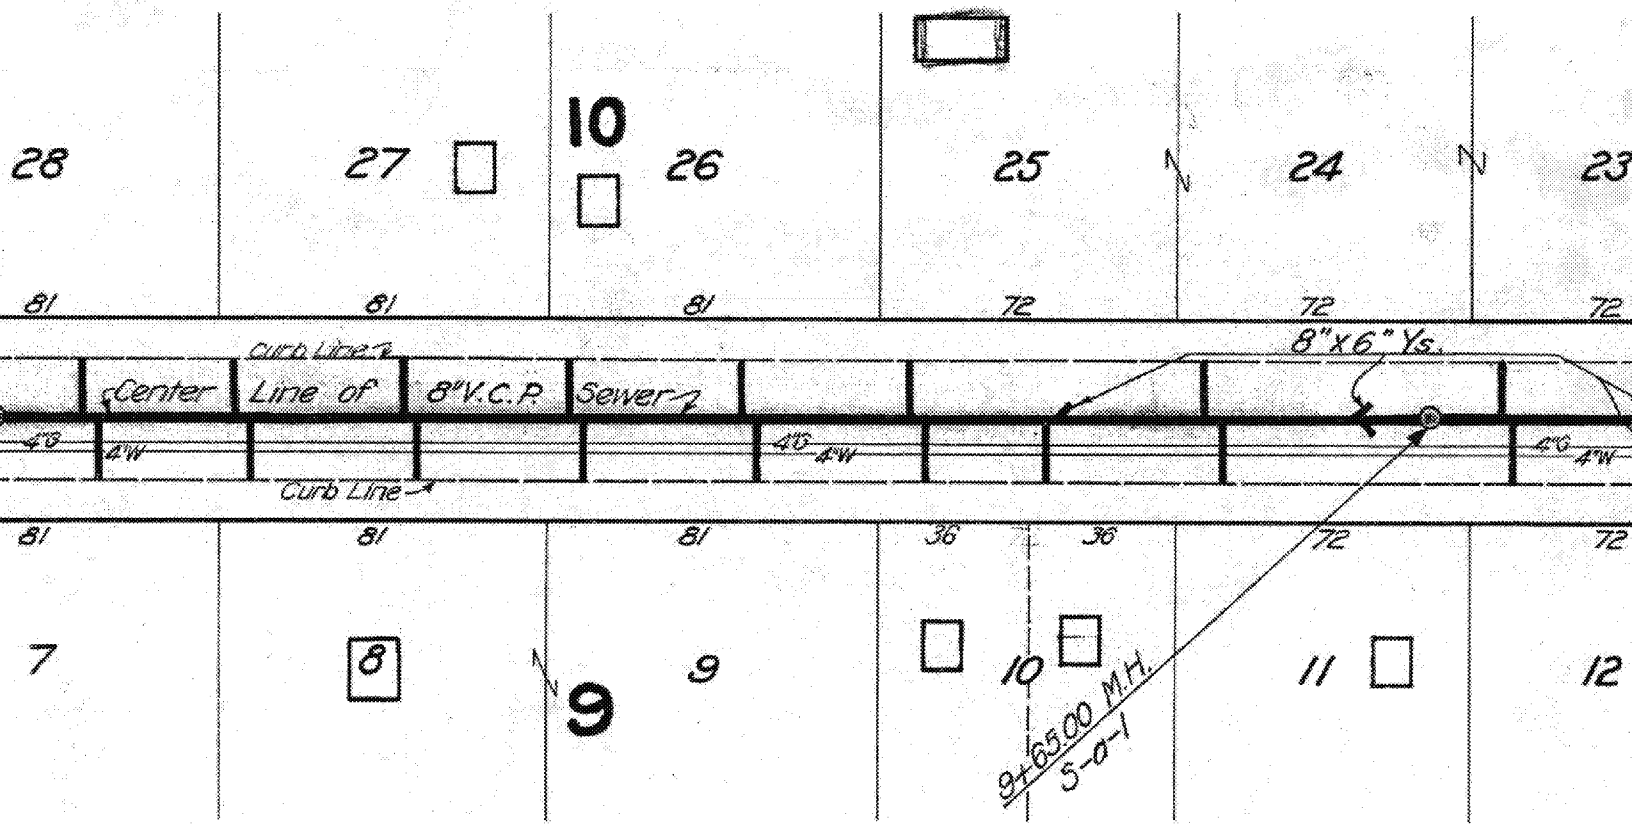 10
28 27 26 25 24 23
81 81 81 72 72 72
8"x6" Ys.
Curb Line
Center Line of 8" V.C.P. Sewer
4"G 4"W 4"G 4"W 4"G 4"W
Curb Line
81 81 81 36 36 72 72
7 8 9 10 11 12
9
9+65.00 M.H.
5-a-1